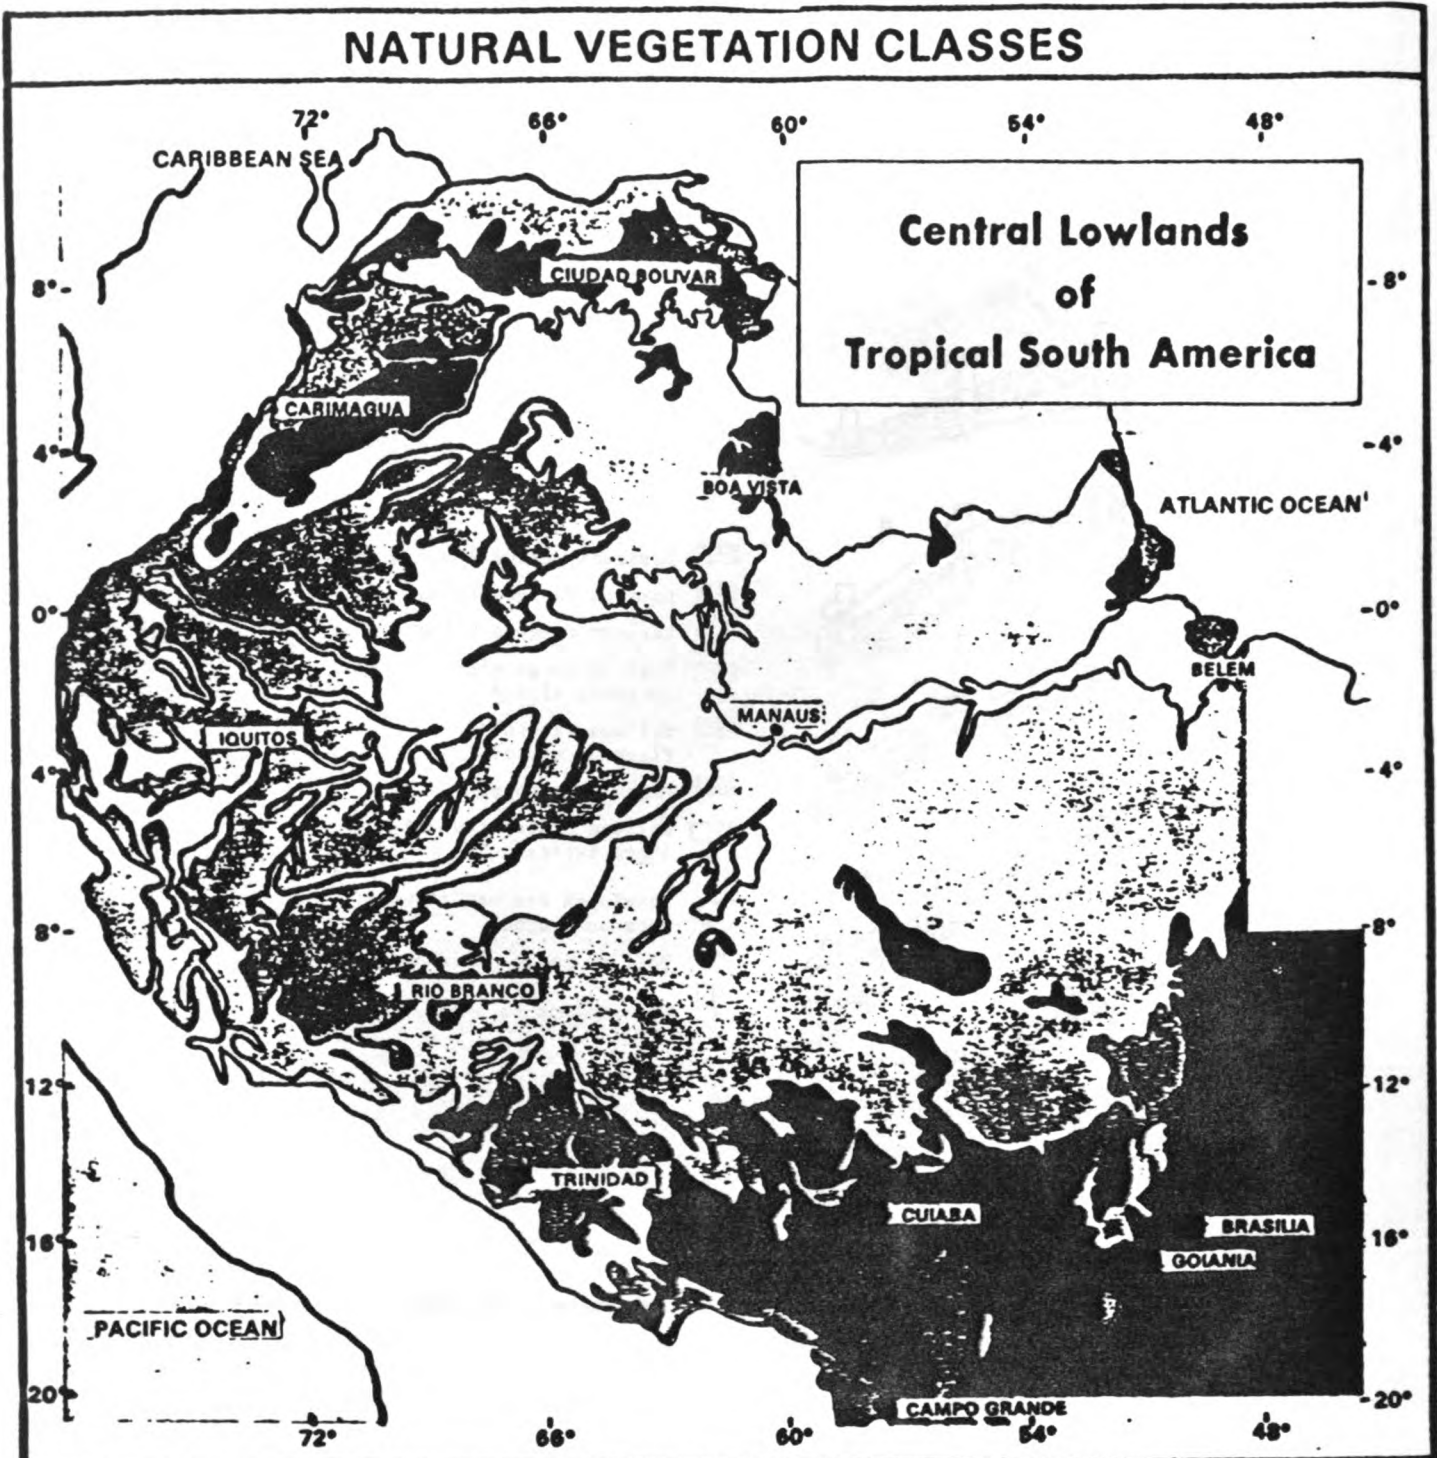 NATURAL VEGETATION CLASSES
72° 66° 60° 54° 48°
CARIBBEAN SEA
Central Lowlands
of
Tropical South America
CIUDAD BOLIVAR
8° 8°
CARIMAGUA
4° 4°
BOA VISTA
ATLANTIC OCEAN
0° 0°
BELEM
MANAUS
IQUITOS
4° 4°
8° 8°
RIO BRANCO
12° 12°
TRINIDAD
CUIABA
BRASILIA
16° 16°
GOIANIA
PACIFIC OCEAN
20° 20°
CAMPO GRANDE
72° 66° 60° 54° 48°